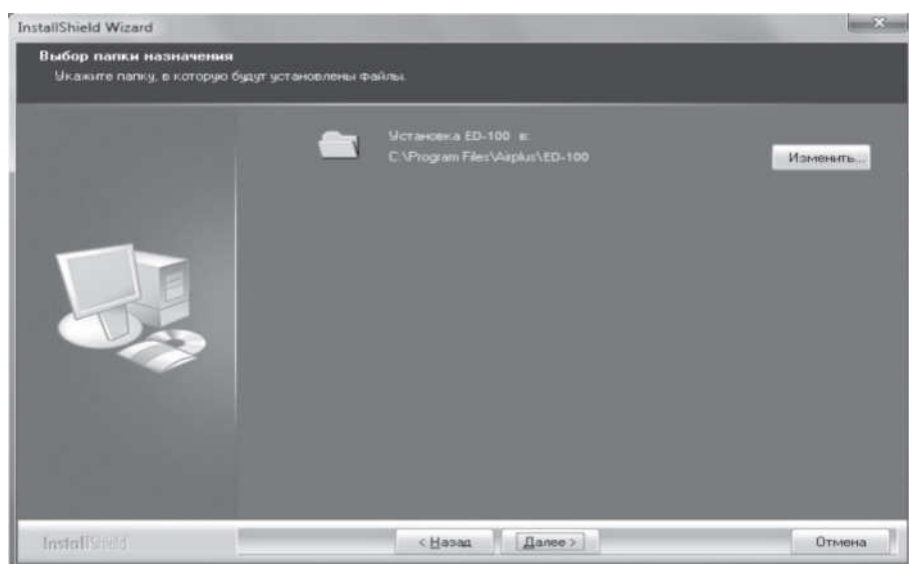 InstallShield Wizard
Выбор папки назначения
Укажите папку, в которую будут установлены файлы.
Установка ED-100 в:
C:\Program Files\Airplus\ED-100
Изменить...
InstallShield
< Назад
Далее >
Отмена